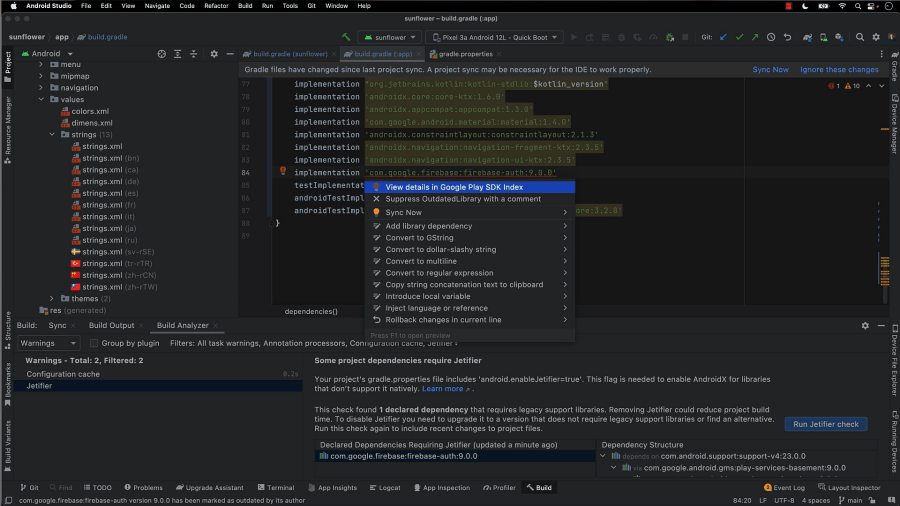 Android Studio File Edit View Navigate Code Refactor Build Run Tools Git Window Help
sunflower – build.gradle (:app)
sunflower app build.gradle
sunflower Pixel 3a Android 12L - Quick Boot Git:
Android
build.gradle (:sunflower) build.gradle (:app) gradle.properties
Gradle files have changed since last project sync. A project sync may be necessary for the IDE to work properly. Sync Now Ignore these changes
Project
Resource Manager
Structure
Bookmarks
Build Variants
menu
mipmap
navigation
values
colors.xml
dimens.xml
strings (13)
strings.xml
strings.xml (bn)
strings.xml (ca)
strings.xml (de)
strings.xml (es)
strings.xml (fr)
strings.xml (it)
strings.xml (ja)
strings.xml (ru)
strings.xml (sv-rSE)
strings.xml (tr-rTR)
strings.xml (zh-rCN)
strings.xml (zh-rTW)
themes (2)
res (generated)
77 implementation "org.jetbrains.kotlin:kotlin-stdlib:$kotlin_version"
78 implementation 'androidx.core:core-ktx:1.6.0'
79 implementation 'androidx.appcompat:appcompat:1.3.0'
80 implementation 'com.google.android.material:material:1.4.0'
81 implementation 'androidx.constraintlayout:constraintlayout:2.1.3'
82 implementation 'androidx.navigation:navigation-fragment-ktx:2.3.5'
83 implementation 'androidx.navigation:navigation-ui-ktx:2.3.5'
84 implementation 'com.google.firebase:firebase-auth:9.0.0'
85 testImplementat
86 androidTestImpl
87 androidTestImpl ore:3.2.0'
88 }
89
1 10
View details in Google Play SDK Index
Suppress OutdatedLibrary with a comment
Sync Now
Add library dependency
Convert to GString
Convert to dollar-slashy string
Convert to multiline
Convert to regular expression
Copy string concatenation text to clipboard
Introduce local variable
Inject language or reference
Rollback changes in current line
Press F1 to open preview
dependencies{}
Gradle
Device Manager
Device File Explorer
Emulator
Running Devices
Build: Sync Build Output Build Analyzer
Warnings Group by plugin Filters: All task warnings, Annotation processors, Configuration cache, Jetifier
Warnings - Total: 2, Filtered: 2
Configuration cache 0.2s
Jetifier
Some project dependencies require Jetifier
Your project's gradle.properties file includes 'android.enableJetifier=true'. This flag is needed to enable AndroidX for libraries
that don't support it natively. Learn more
This check found 1 declared dependency that requires legacy support libraries. Removing Jetifier could reduce project build
time. To disable Jetifier you need to upgrade it to a version that does not require legacy support libraries or find an alternative.
Run this check again to include recent changes to project files.
Run Jetifier check
Declared Dependencies Requiring Jetifier (updated a minute ago)
com.google.firebase:firebase-auth:9.0.0
Dependency Structure
depends on com.android.support:support-v4:23.0.0
via com.google.android.gms:play-services-basement:9.0.0
Git Find TODO Problems Upgrade Assistant Terminal App Insights Logcat App Inspection Profiler Build Event Log Layout Inspector
com.google.firebase:firebase-auth version 9.0.0 has been marked as outdated by its author 84:20 LF UTF-8 4 spaces main